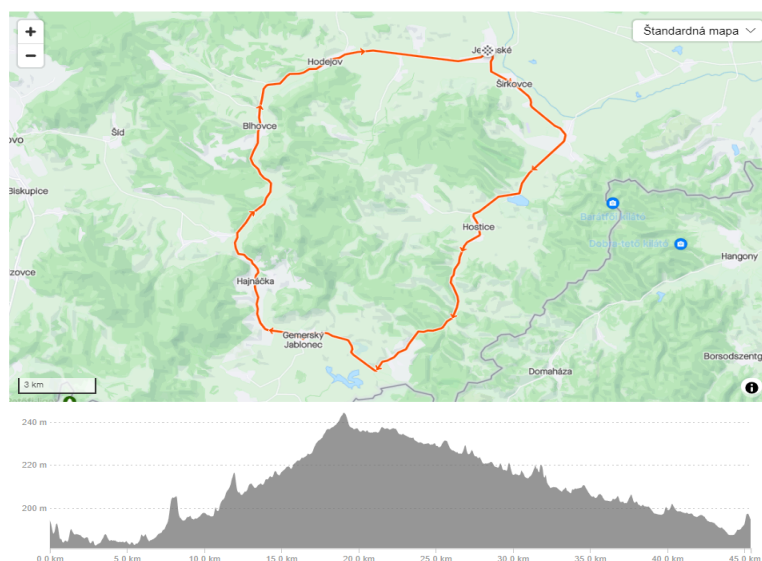 +
Štandardná mapa
−
Hodejov
Širkovce
Blhovce
Šíd
Biskupice
Hostice
Hangony
Hajnáčka
Gemerský
Jablonec
Borsodszent
Domaháza
3 km
i
240 m
220 m
200 m
0.0 km
5.0 km
10.0 km
15.0 km
20.0 km
25.0 km
30.0 km
35.0 km
40.0 km
45.0 km